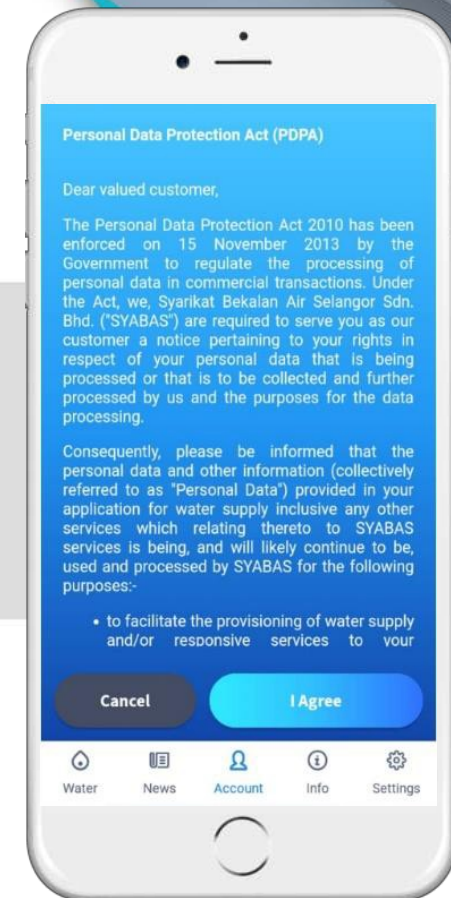 Personal Data Protection Act (PDPA)
Dear valued customer,
The Personal Data Protection Act 2010 has been
enforced on 15 November 2013 by the
Government to regulate the processing of
personal data in commercial transactions. Under
the Act, we, Syarikat Bekalan Air Selangor Sdn.
Bhd. ("SYABAS") are required to serve you as our
customer a notice pertaining to your rights in
respect of your personal data that is being
processed or that is to be collected and further
processed by us and the purposes for the data
processing.
Consequently, please be informed that the
personal data and other information (collectively
referred to as "Personal Data") provided in your
application for water supply inclusive any other
services which relating thereto to SYABAS
services is being, and will likely continue to be,
used and processed by SYABAS for the following
purposes:-
• to facilitate the provisioning of water supply
and/or responsive services to your
Cancel
I Agree
Water
News
Account
Info
Settings